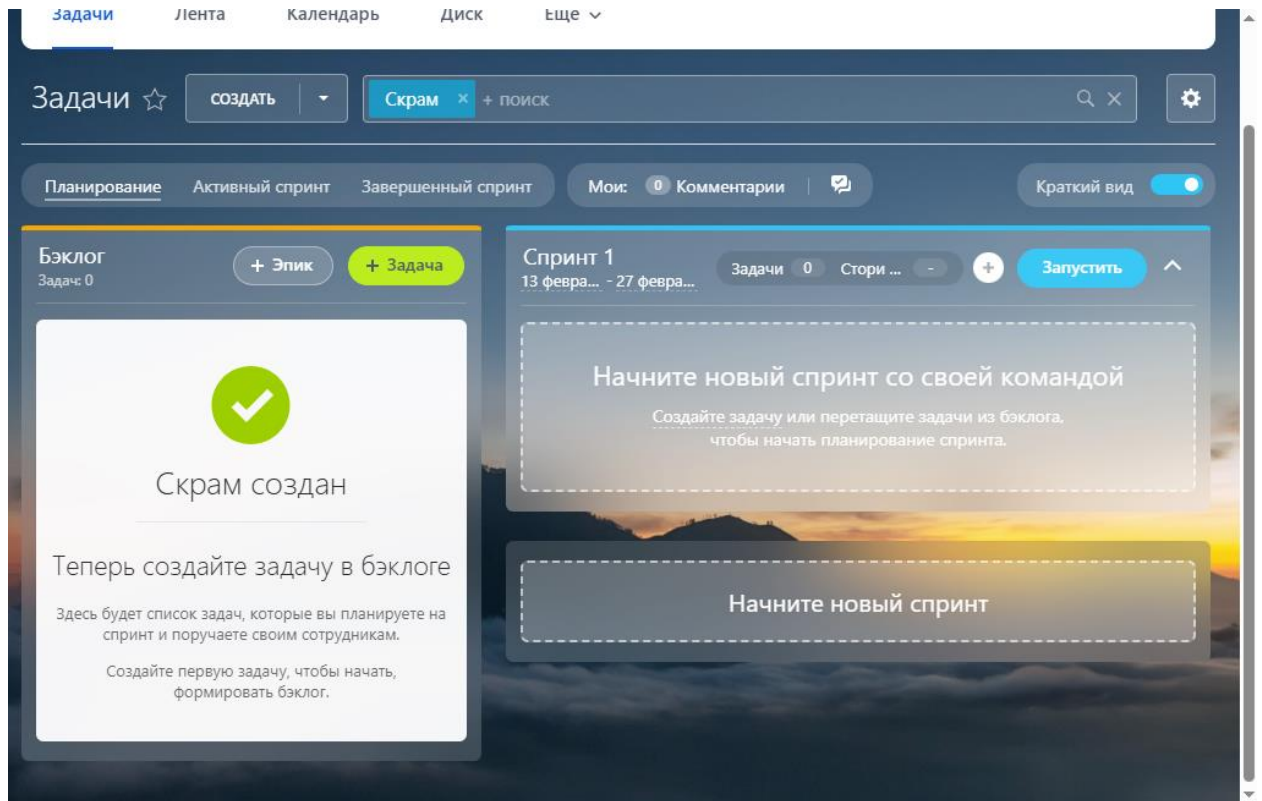 Задачи Лента Календарь Диск Еще
Задачи СОЗДАТЬ Скрам × + поиск
Планирование Активный спринт Завершенный спринт Мои: 0 Комментарии Краткий вид
Бэклог
Задач: 0
+ Эпик + Задача
Скрам создан
Теперь создайте задачу в бэклоге
Здесь будет список задач, которые вы планируете на
спринт и поручаете своим сотрудникам.
Создайте первую задачу, чтобы начать,
формировать бэклог.
Спринт 1
13 февра... - 27 февра...
Задачи 0 Стори ... - + Запустить
Начните новый спринт со своей командой
Создайте задачу или перетащите задачи из бэклога,
чтобы начать планирование спринта.
Начните новый спринт